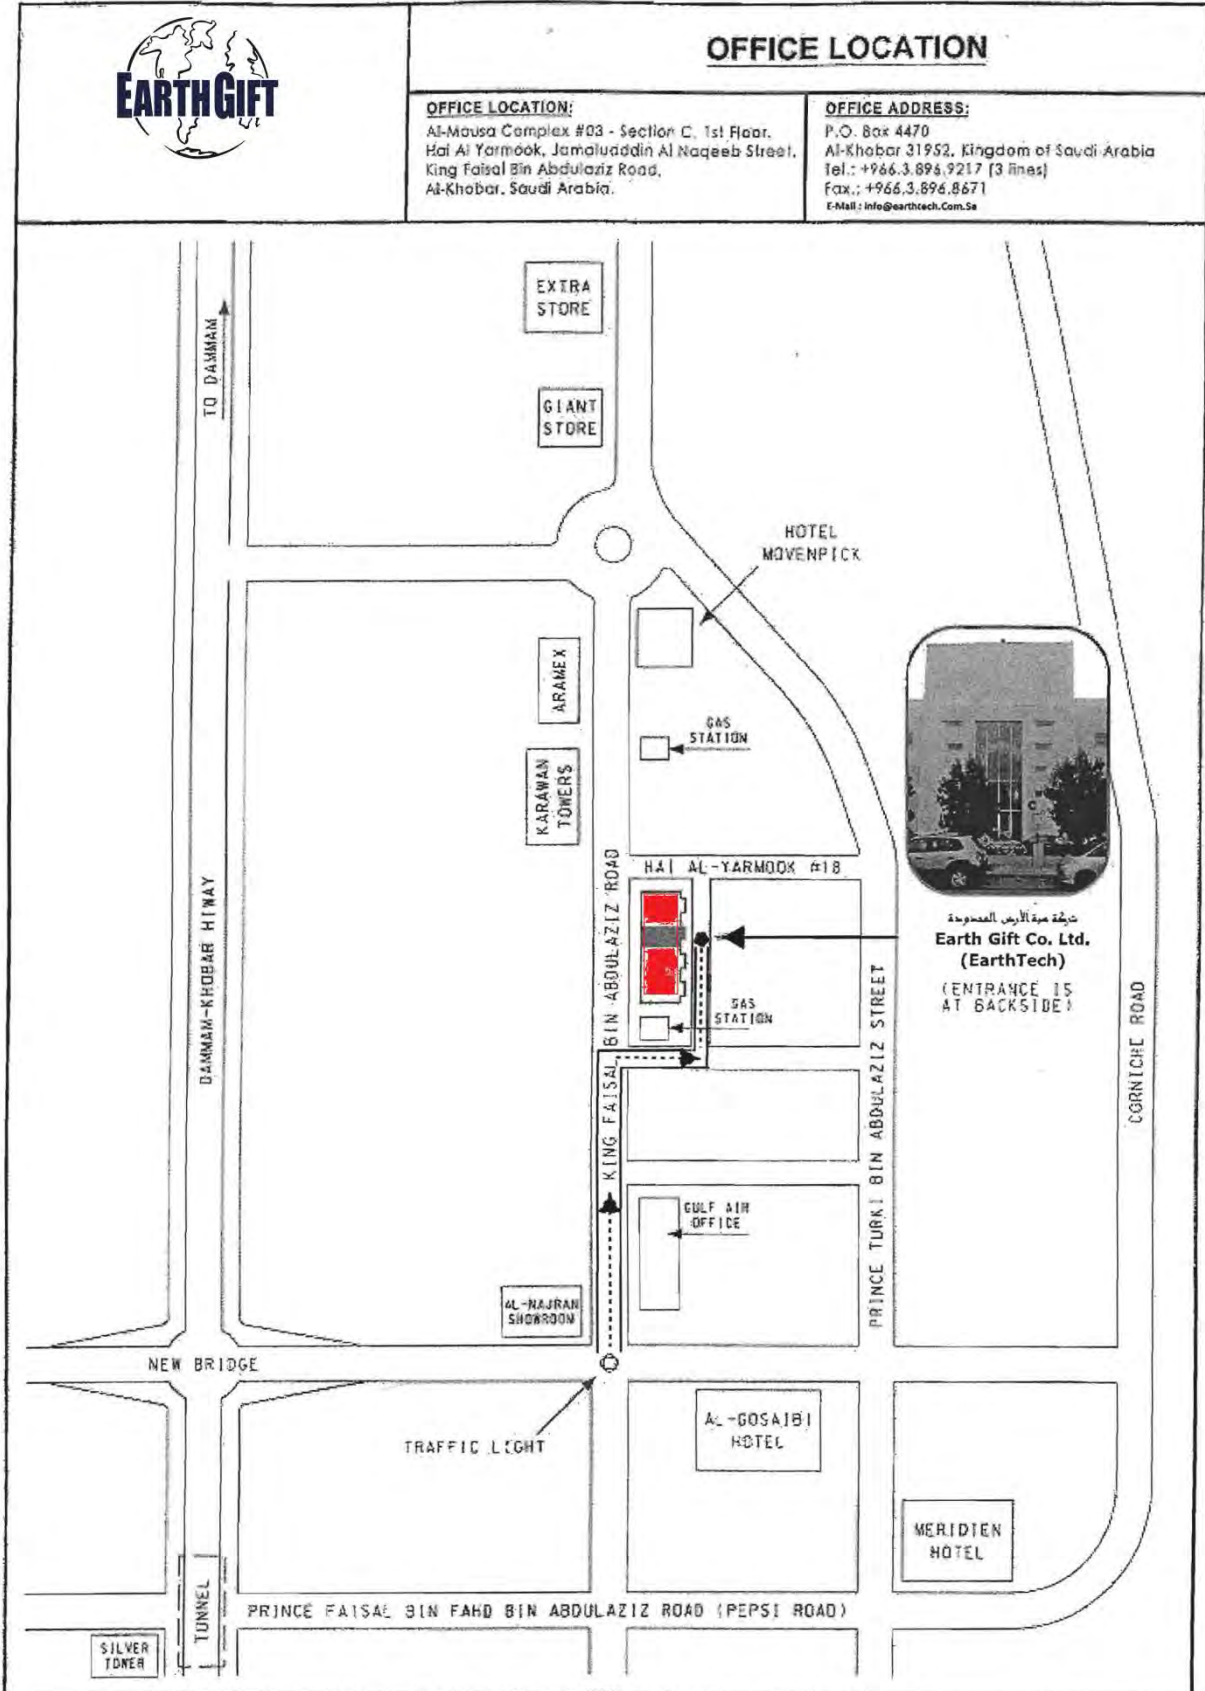 EARTHGIFT
OFFICE LOCATION
OFFICE LOCATION:
Al-Mousa Complex #03 - Section C, 1st Floor,
Hai Al Yarmook, Jamaluddin Al Naqeeb Street,
King Faisal Bin Abdulaziz Road,
Al-Khobar, Saudi Arabia.
OFFICE ADDRESS:
P.O. Box 4470
Al-Khobar 31952, Kingdom of Saudi Arabia
Tel.: +966.3.896.9217 (3 lines)
Fax.: +966.3.896.8671
E-Mail : info@earthtech.Com.Sa
EXTRA
STORE
TO DAMMAM
GIANT
STORE
HOTEL
MOVENPICK
ARAMEX
GAS
STATION
KARAWAN
TOWERS
HAI AL-YARMOOK #18
DAMMAM-KHOBAR HIWAY
KING FAISAL BIN ABDULAZIZ ROAD
شركة هبة الأرض المحدودة
Earth Gift Co. Ltd.
(EarthTech)
(ENTRANCE IS
AT BACKSIDE)
GAS
STATION
PRINCE TURKI BIN ABDULAZIZ STREET
CORNICHE ROAD
GULF AIR
OFFICE
AL-NAJRAN
SHOWROOM
NEW BRIDGE
TRAFFIC LIGHT
AL-GOSAIBI
HOTEL
MERIDIEN
HOTEL
TUNNEL
PRINCE FAISAL BIN FAHD BIN ABDULAZIZ ROAD (PEPSI ROAD)
SILVER
TOWER